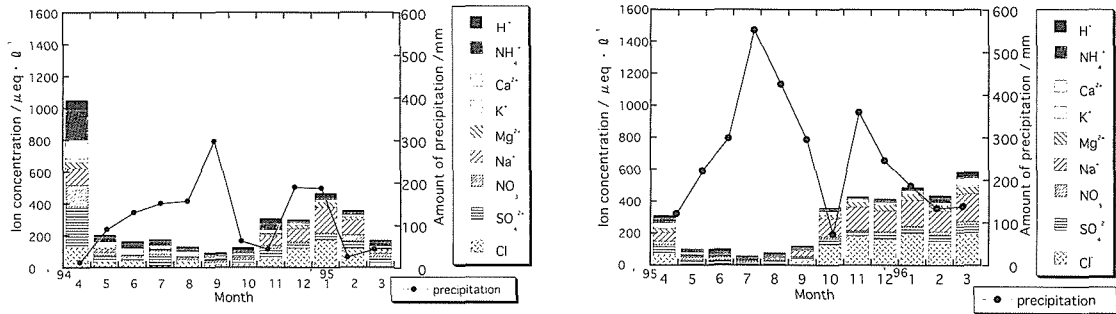 1600
1400
1200
1000
800
600
400
200
0
Ion concentration / μeq · ℓ⁻¹
600
500
400
300
200
100
0
Amount of precipitation / mm
'94 '95
4 5 6 7 8 9 10 11 12 1 2 3
Month
H⁺
NH₄⁺
Ca²⁺
K⁺
Mg²⁺
Na⁺
NO₃
SO₄²⁺
Cl
precipitation
1600
1400
1200
1000
800
600
400
200
0
Ion concentration / μeq · ℓ⁻¹
600
500
400
300
200
100
0
Amount of precipitation / mm
'95 '96
4 5 6 7 8 9 10 11 12 1 2 3
Month
H⁺
NH₄⁺
Ca²⁺
K⁺
Mg²⁺
Na⁺
NO₃
SO₄²
Cl⁻
precipitation